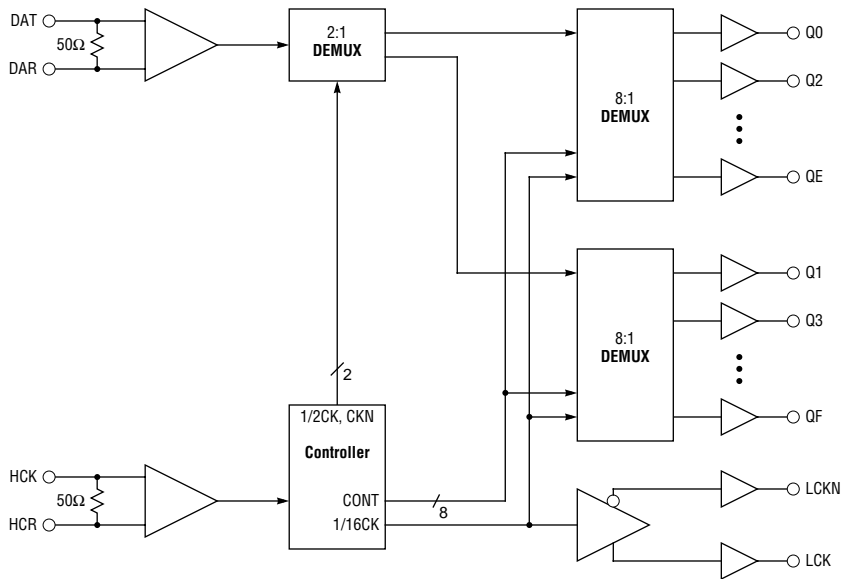 DAT
50Ω
DAR
2:1
DEMUX
8:1
DEMUX
Q0
Q2
QE
8:1
DEMUX
Q1
Q3
QF
2
1/2CK, CKN
Controller
CONT
1/16CK
8
HCK
50Ω
HCR
LCKN
LCK